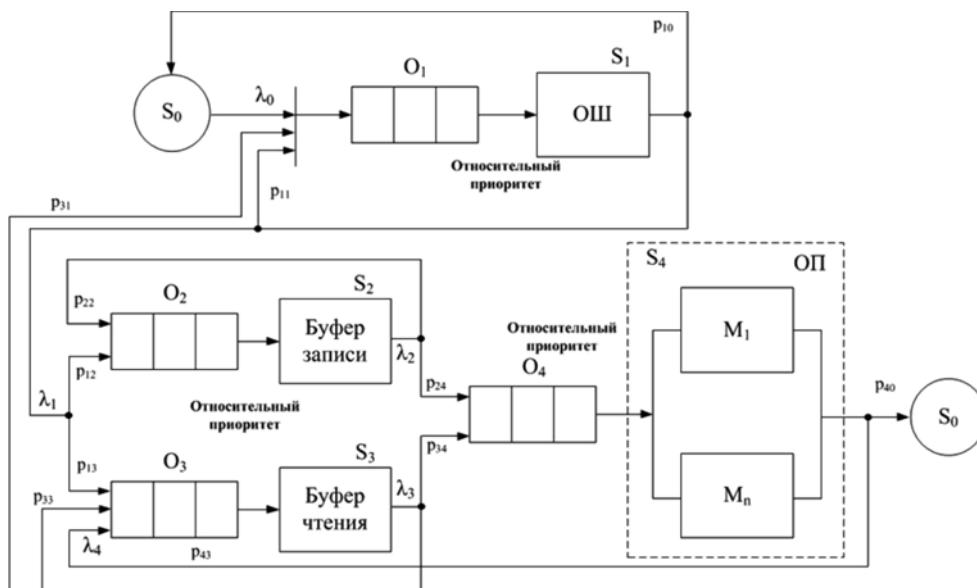 p₁₀
S₀
λ₀
O₁
S₁
ОШ
Относительный
приоритет
p₃₁
p₁₁
S₄
ОП
p₂₂
O₂
S₂
Буфер
записи
λ₂
M₁
Относительный
приоритет
p₁₂
p₂₄
O₄
p₄₀
λ₁
Относительный
приоритет
S₀
p₁₃
O₃
S₃
p₃₄
p₃₃
Буфер
чтения
λ₃
Mₙ
λ₄
p₄₃